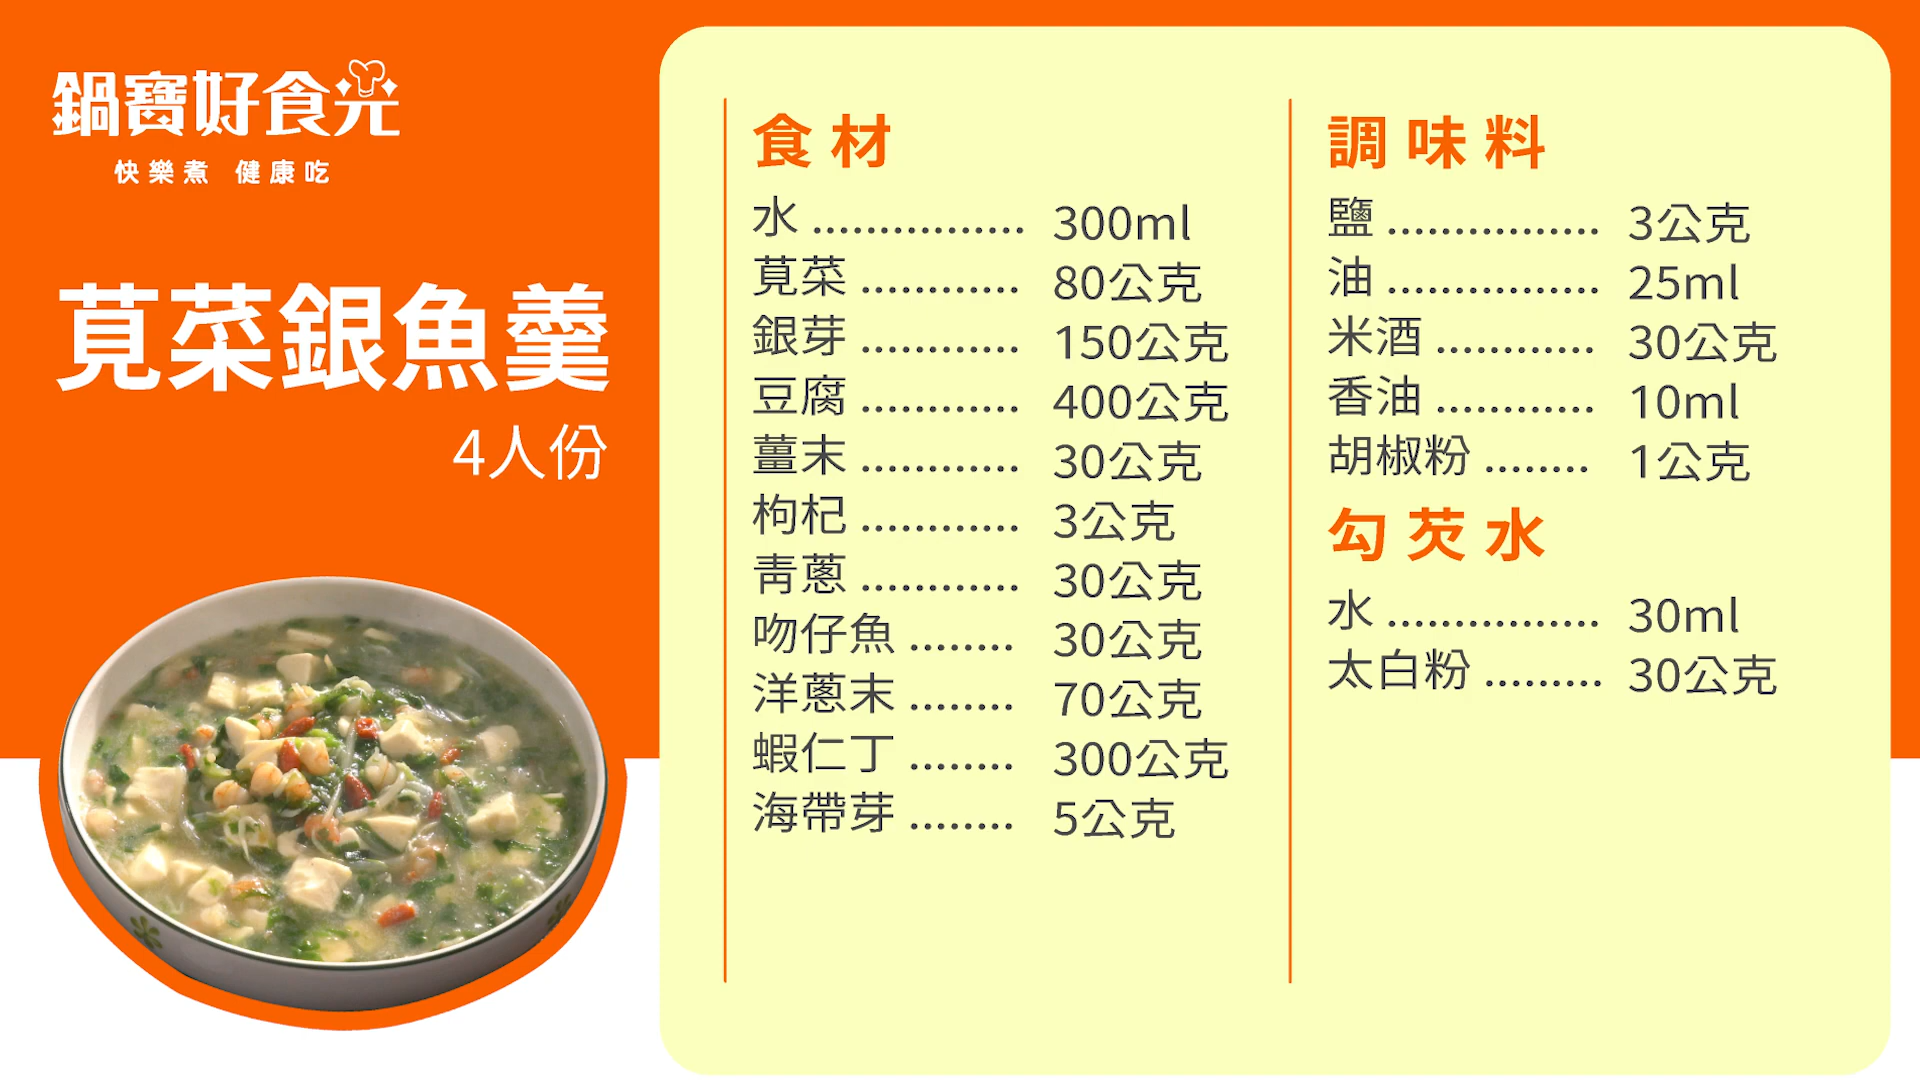 鍋寶好食光
快樂煮 健康吃
莧菜銀魚羹
4人份
食材
水 ................ 300ml
莧菜 ............ 80公克
銀芽 ............ 150公克
豆腐 ............ 400公克
薑末 ............ 30公克
枸杞 ............ 3公克
青蔥 ............ 30公克
吻仔魚 ........ 30公克
洋蔥末 ........ 70公克
蝦仁丁 ........ 300公克
海帶芽 ........ 5公克
調味料
鹽 ................ 3公克
油 ................ 25ml
米酒 ............ 30公克
香油 ............ 10ml
胡椒粉 ........ 1公克
勾芡水
水 ................ 30ml
太白粉 ......... 30公克